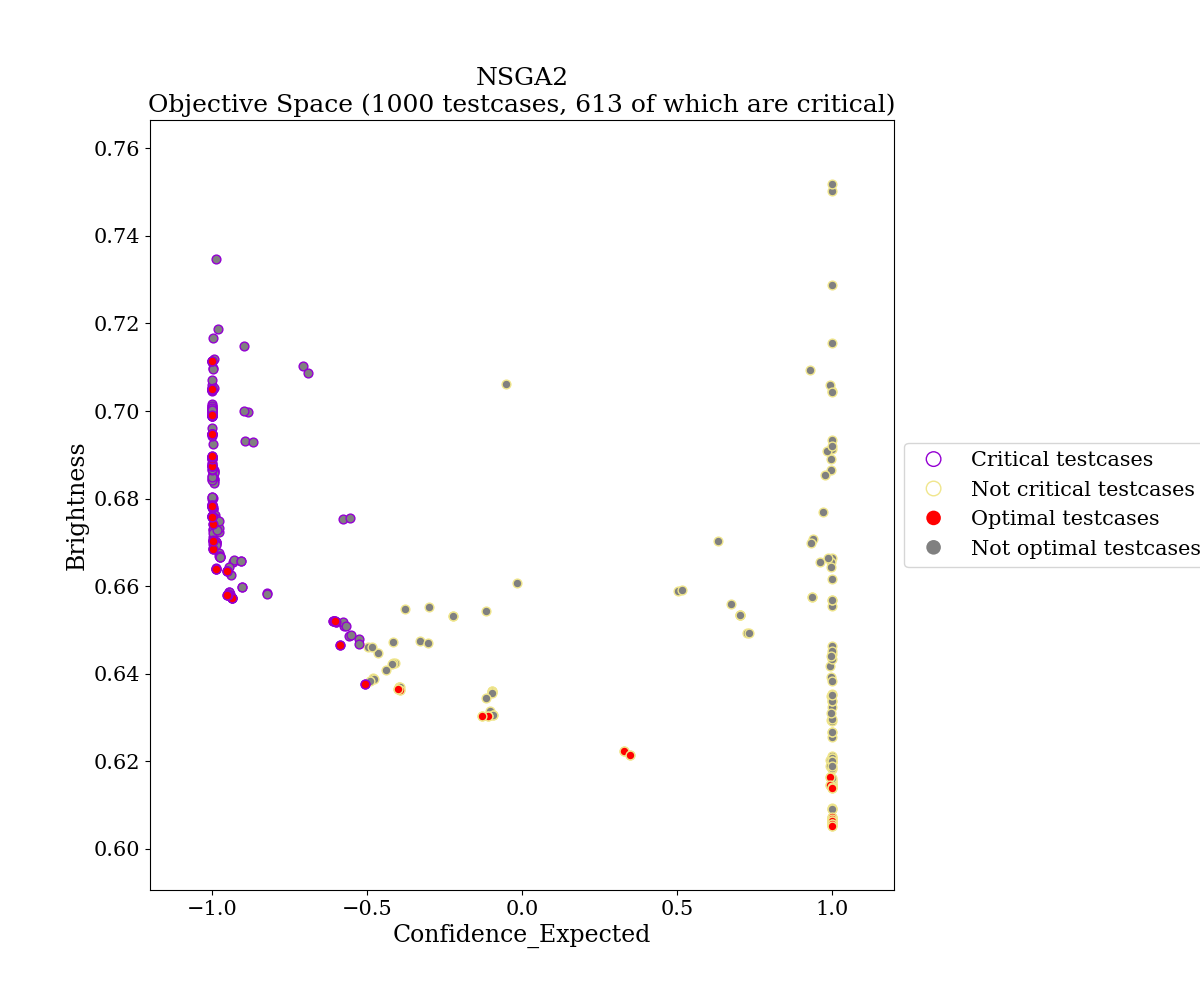 NSGA2
Objective Space (1000 testcases, 613 of which are critical)
0.76
0.74
0.72
0.70
0.68
0.66
0.64
0.62
0.60
Brightness
−1.0
−0.5
0.0
0.5
1.0
Confidence_Expected
Critical testcases
Not critical testcases
Optimal testcases
Not optimal testcases